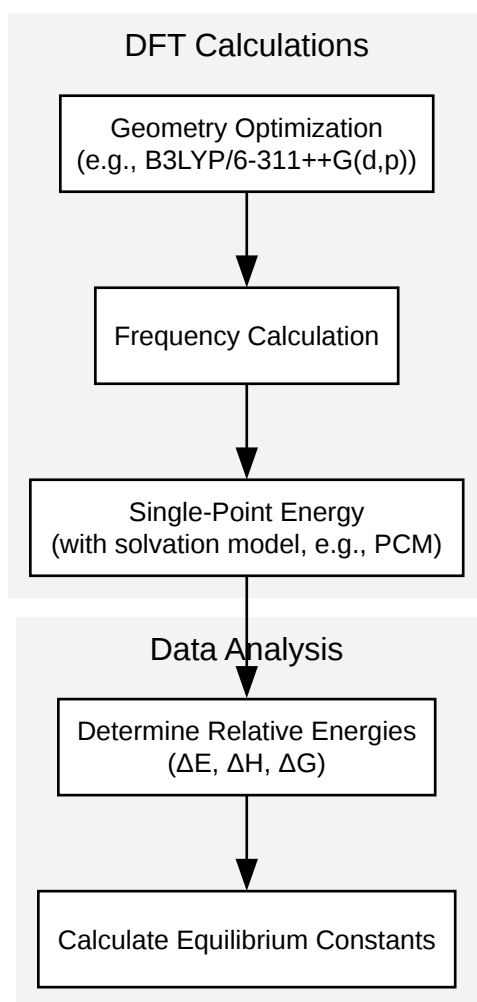 DFT Calculations
Geometry Optimization
(e.g., B3LYP/6-311++G(d,p))
Frequency Calculation
Single-Point Energy
(with solvation model, e.g., PCM)
Data Analysis
Determine Relative Energies
(ΔE, ΔH, ΔG)
Calculate Equilibrium Constants